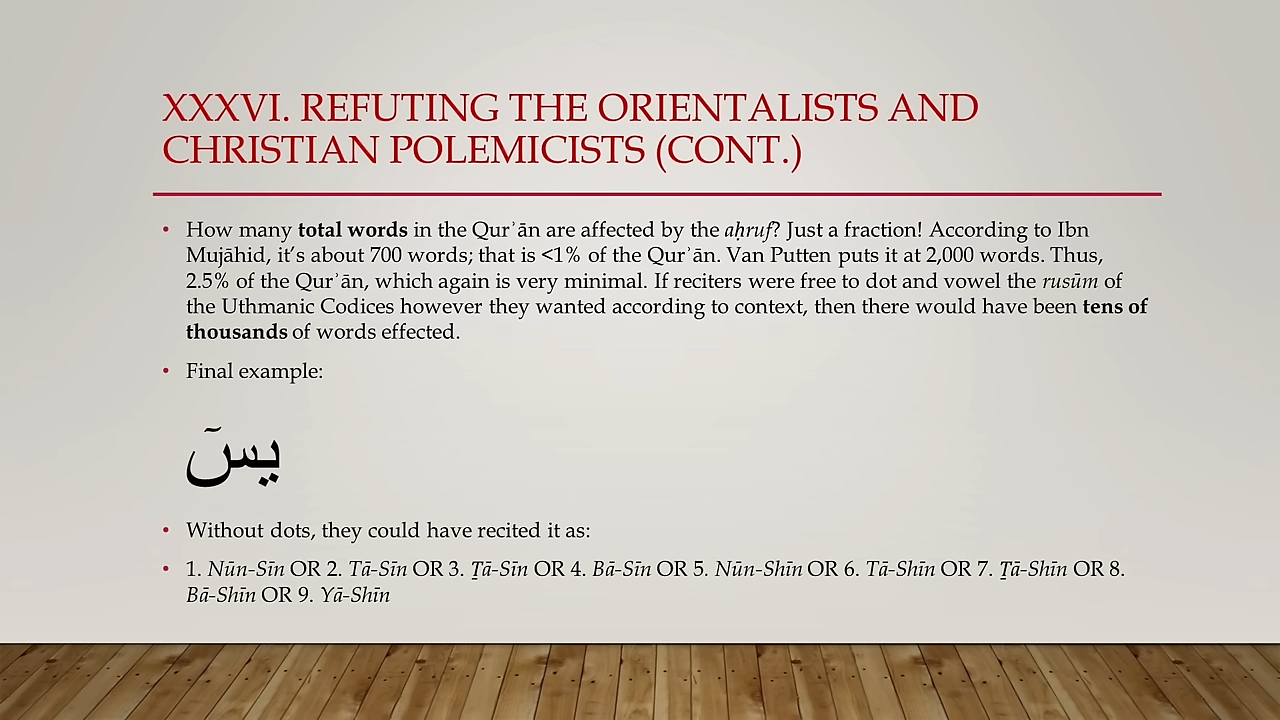 XXXVI. REFUTING THE ORIENTALISTS AND
CHRISTIAN POLEMICISTS (CONT.)
• How many total words in the Qurʾān are affected by the aḥruf? Just a fraction! According to Ibn
Mujāhid, it's about 700 words; that is <1% of the Qurʾān. Van Putten puts it at 2,000 words. Thus,
2.5% of the Qurʾān, which again is very minimal. If reciters were free to dot and vowel the rusūm of
the Uthmanic Codices however they wanted according to context, then there would have been tens of
thousands of words effected.
• Final example:
يسٓ
• Without dots, they could have recited it as:
• 1. Nūn-Sīn OR 2. Tā-Sīn OR 3. Ṯā-Sīn OR 4. Bā-Sīn OR 5. Nūn-Shīn OR 6. Tā-Shīn OR 7. Ṯā-Shīn OR 8.
Bā-Shīn OR 9. Yā-Shīn